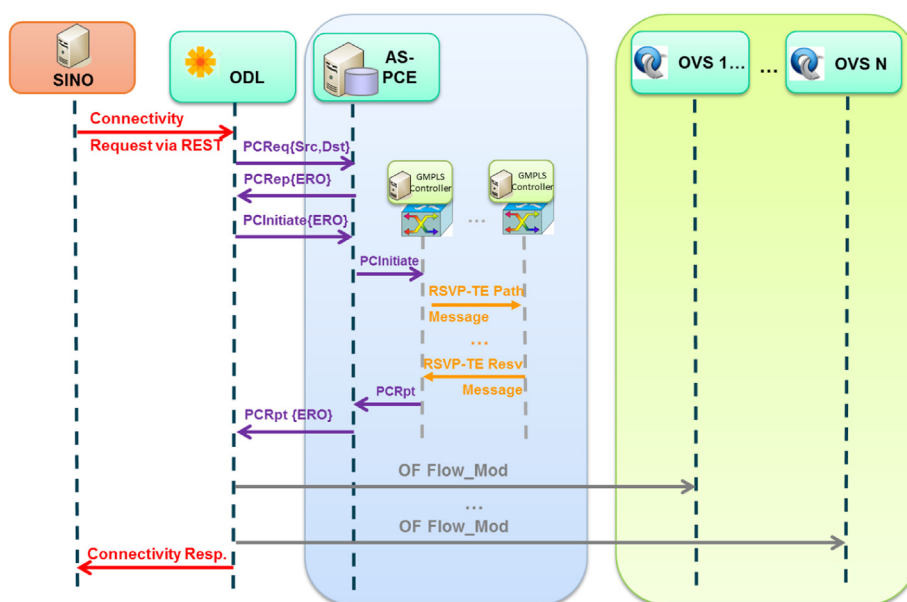 SINO
ODL
AS-
PCE
OVS 1...
...
OVS N
Connectivity
Request via REST
PCReq{Src,Dst}
PCRep{ERO}
PCInitiate{ERO}
GMPLS
Controller
...
GMPLS
Controller
PCInitiate
RSVP-TE Path
Message
...
RSVP-TE Resv
Message
PCRpt
PCRpt {ERO}
OF Flow_Mod
...
OF Flow_Mod
Connectivity Resp.